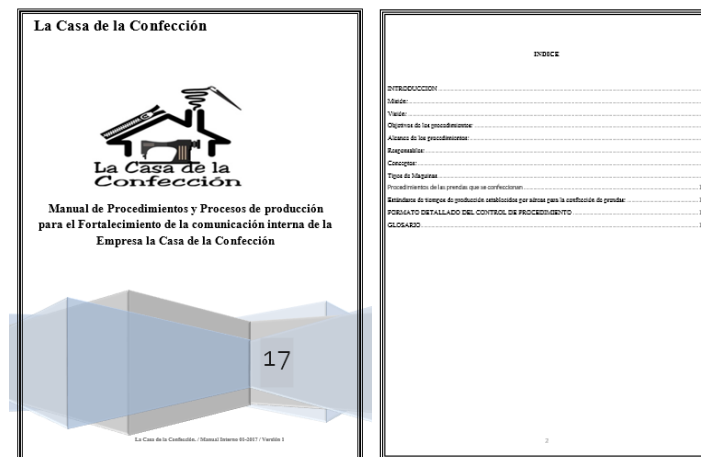 La Casa de la Confección
La Casa de la
Confección
Manual de Procedimientos y Procesos de producción
para el Fortalecimiento de la comunicación interna de la
Empresa la Casa de la Confección
17
La Casa de la Confección. / Manual Interno 01-2017 / Versión 1
INDICE
INTRODUCCION
Misión:
Visión:
Objetivos de los procedimientos:
Alcance de los procedimientos:
Responsables:
Conceptos:
Tipos de Maquinas
Procedimientos de las prendas que se confeccionan
Estándares de tiempos de producción establecidos por aéreas para la confección de prendas:
FORMATO DETALLADO DEL CONTROL DE PROCEDIMIENTO
GLOSARIO
2